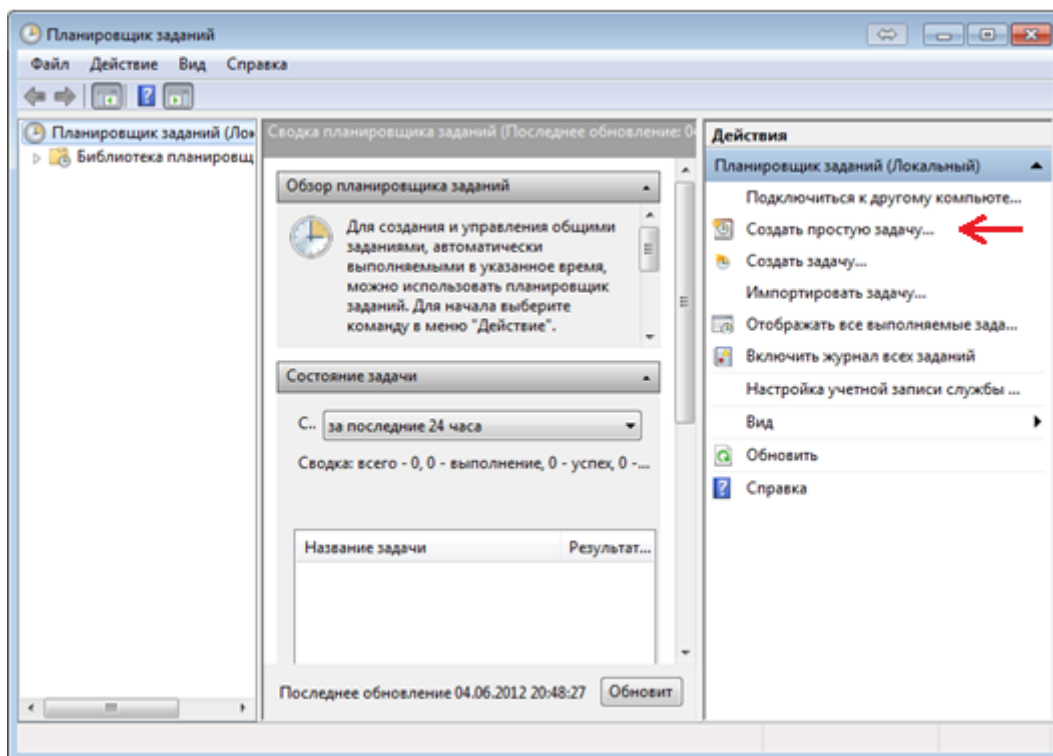 Планировщик заданий
Файл Действие Вид Справка
Планировщик заданий (Лок
Библиотека планировщ
Сводка планировщика заданий (Последнее обновление: 04
Обзор планировщика заданий
Для создания и управления общими
заданиями, автоматически
выполняемыми в указанное время,
можно использовать планировщик
заданий. Для начала выберите
команду в меню "Действие".
Состояние задачи
С.. за последние 24 часа
Сводка: всего - 0, 0 - выполнение, 0 - успех, 0 -...
Название задачи Результат...
Последнее обновление 04.06.2012 20:48:27 Обновит
Действия
Планировщик заданий (Локальный)
Подключиться к другому компьюте...
Создать простую задачу...
Создать задачу...
Импортировать задачу...
Отображать все выполняемые зада...
Включить журнал всех заданий
Настройка учетной записи службы ...
Вид
Обновить
Справка